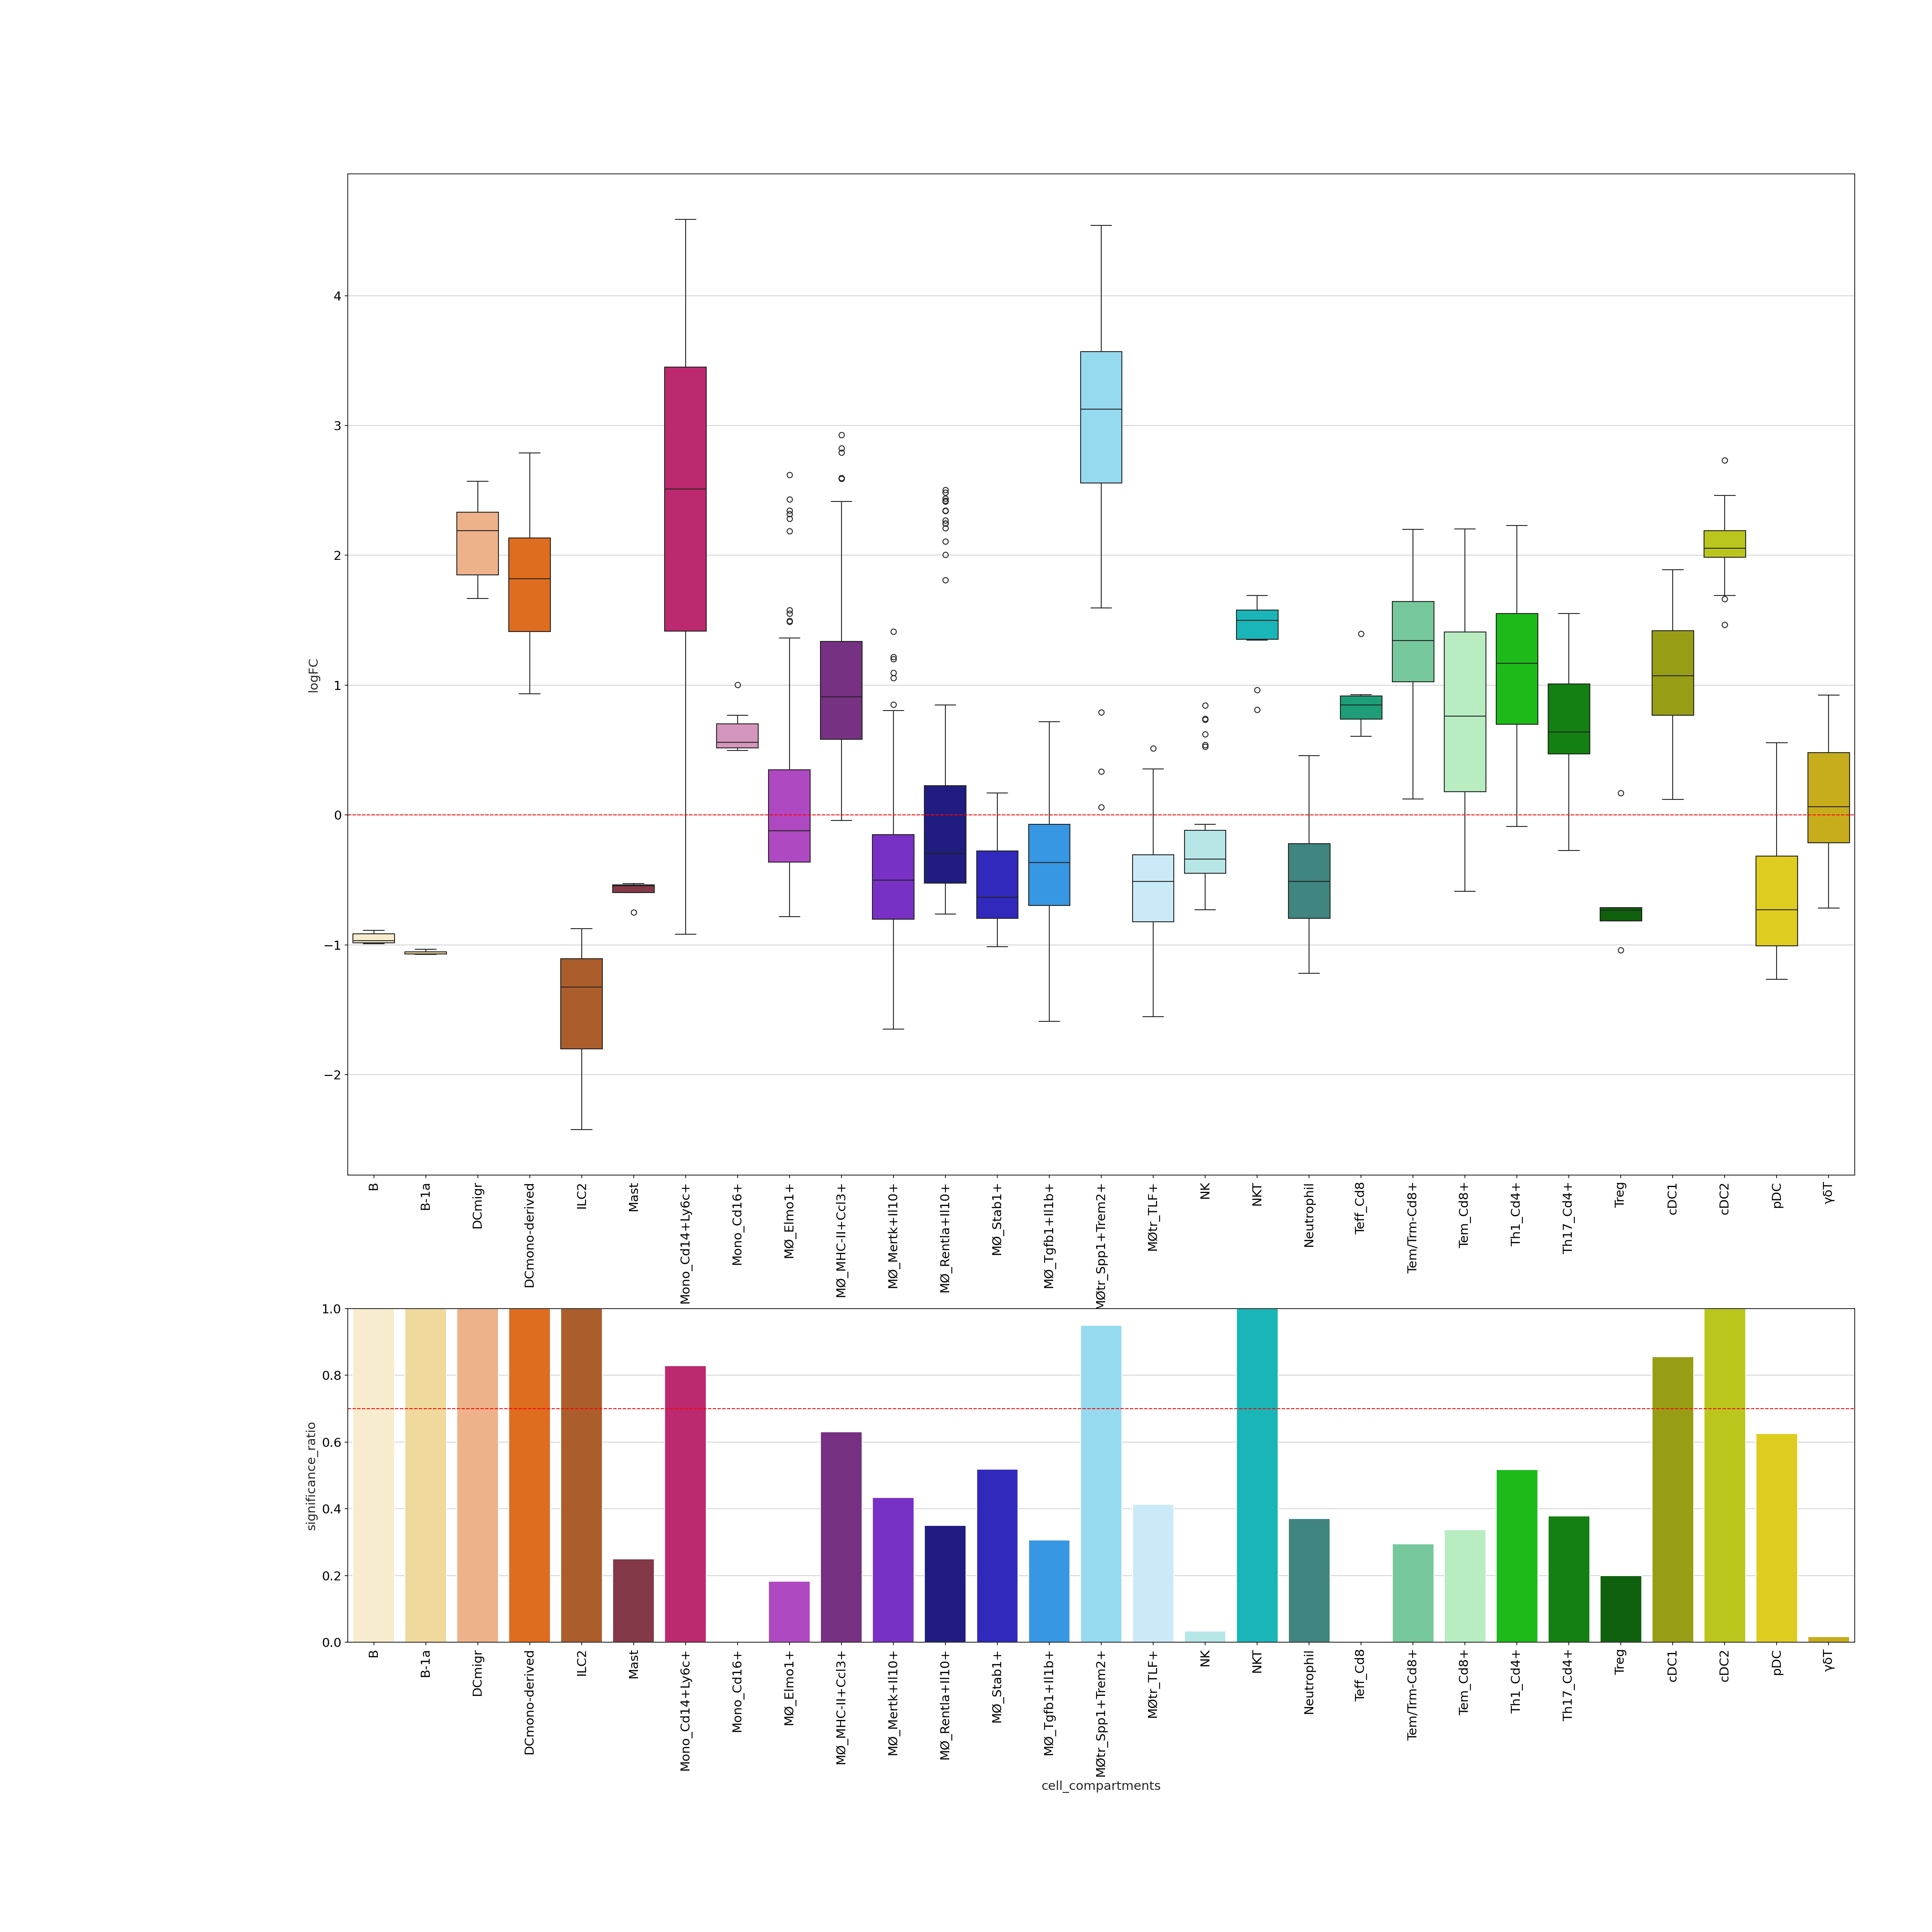 logFC
4
3
2
1
0
−1
−2
B
B-1a
DCmigr
DCmono-derived
ILC2
Mast
Mono_Cd14+Ly6c+
Mono_Cd16+
MØ_Elmo1+
MØ_MHC-II+Ccl3+
MØ_Mertk+Il10+
MØ_Rentla+Il10+
MØ_Stab1+
MØ_Tgfb1+Il1b+
MØtr_Spp1+Trem2+
MØtr_TLF+
NK
NKT
Neutrophil
Teff_Cd8
Tem/Trm-Cd8+
Tem_Cd8+
Th1_Cd4+
Th17_Cd4+
Treg
cDC1
cDC2
pDC
γδT
significance_ratio
1.0
0.8
0.6
0.4
0.2
0.0
B
B-1a
DCmigr
DCmono-derived
ILC2
Mast
Mono_Cd14+Ly6c+
Mono_Cd16+
MØ_Elmo1+
MØ_MHC-II+Ccl3+
MØ_Mertk+Il10+
MØ_Rentla+Il10+
MØ_Stab1+
MØ_Tgfb1+Il1b+
MØtr_Spp1+Trem2+
MØtr_TLF+
NK
NKT
Neutrophil
Teff_Cd8
Tem/Trm-Cd8+
Tem_Cd8+
Th1_Cd4+
Th17_Cd4+
Treg
cDC1
cDC2
pDC
γδT
cell_compartments